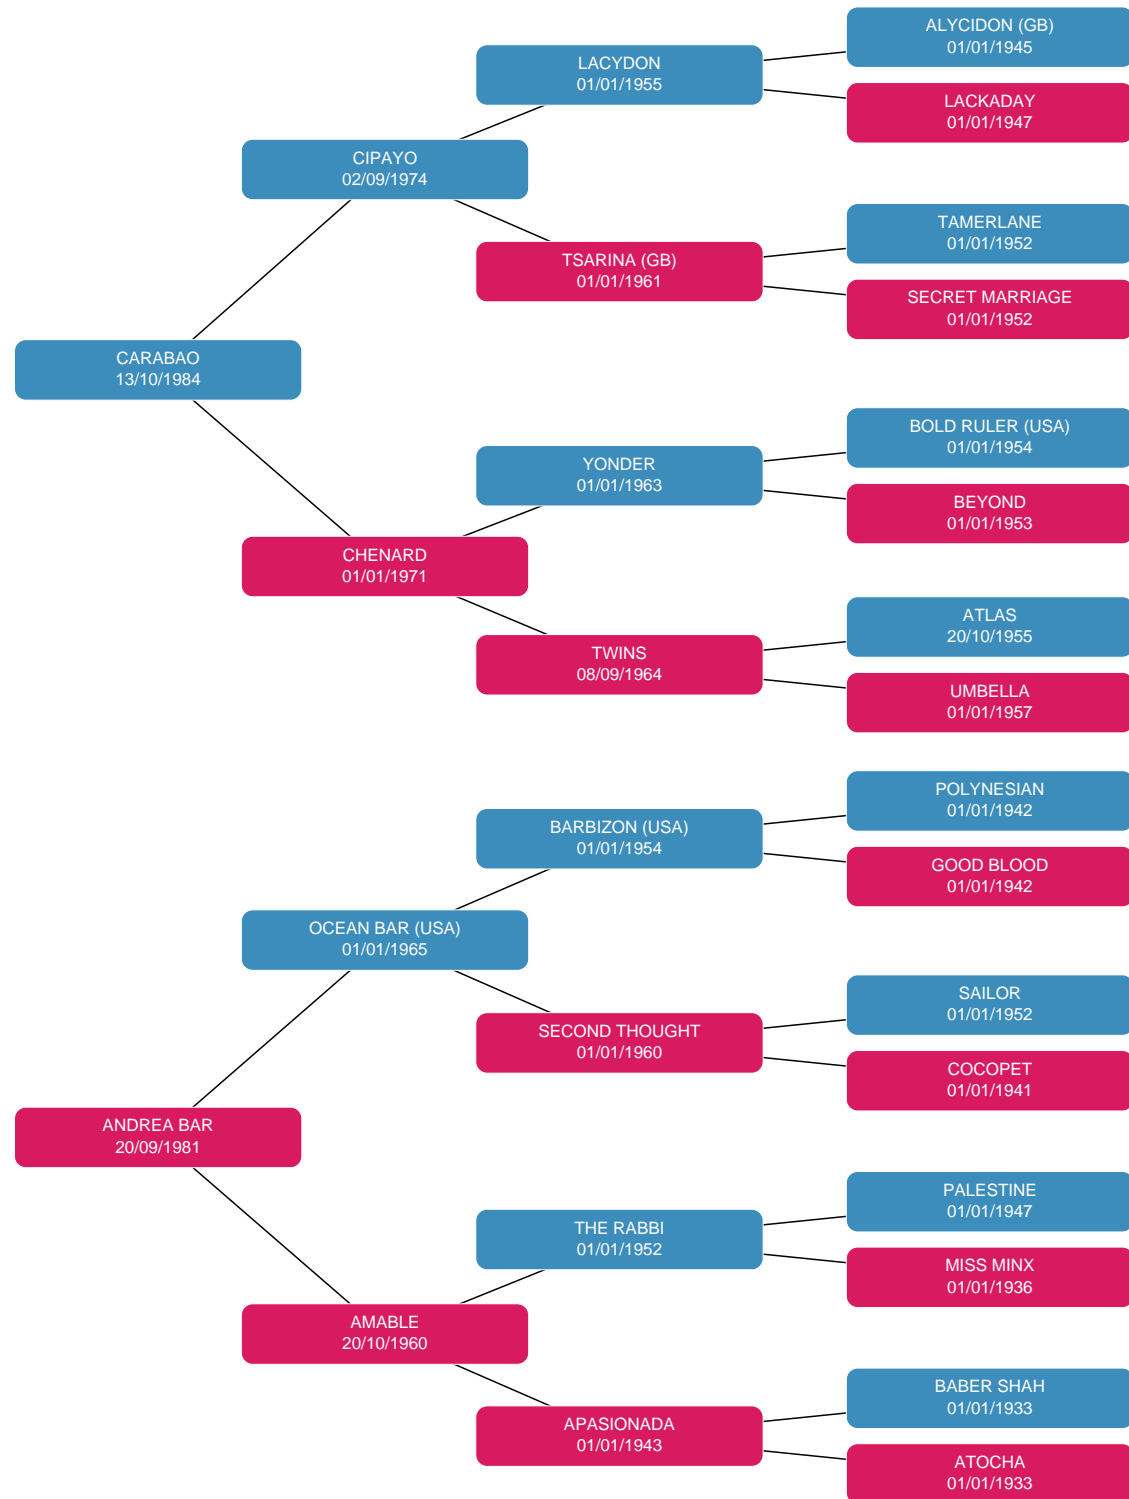 ALYCIDON (GB)
01/01/1945
LACYDON
01/01/1955
LACKADAY
01/01/1947
CIPAYO
02/09/1974
TAMERLANE
01/01/1952
TSARINA (GB)
01/01/1961
SECRET MARRIAGE
01/01/1952
CARABAO
13/10/1984
BOLD RULER (USA)
01/01/1954
YONDER
01/01/1963
BEYOND
01/01/1953
CHENARD
01/01/1971
ATLAS
20/10/1955
TWINS
08/09/1964
UMBELLA
01/01/1957
POLYNESIAN
01/01/1942
BARBIZON (USA)
01/01/1954
GOOD BLOOD
01/01/1942
OCEAN BAR (USA)
01/01/1965
SAILOR
01/01/1952
SECOND THOUGHT
01/01/1960
COCOPET
01/01/1941
ANDREA BAR
20/09/1981
PALESTINE
01/01/1947
THE RABBI
01/01/1952
MISS MINX
01/01/1936
AMABLE
20/10/1960
BABER SHAH
01/01/1933
APASIONADA
01/01/1943
ATOCHA
01/01/1933